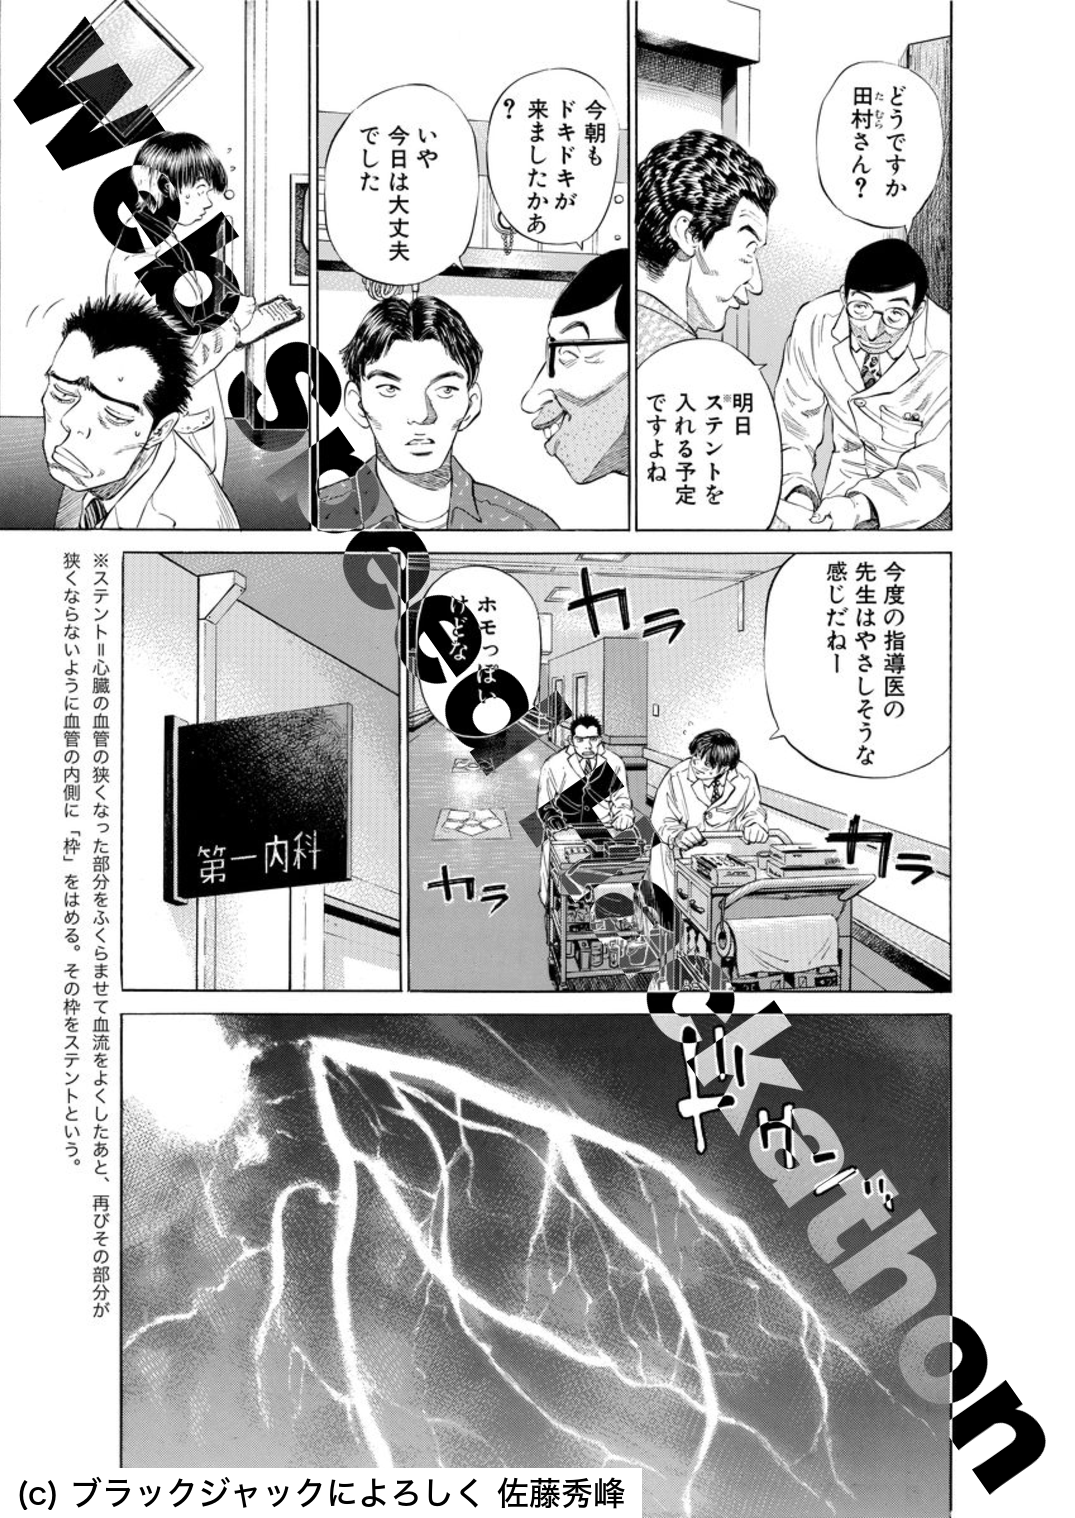 どうですか
田村さん?
たむら
明日
※ステントを
入れる予定
ですよね
今朝も
ドキドキが
来ましたかあ
?
いや
今日は大丈夫
でした
今度の指導医の
先生はやさしそうな
感じだねー
ホモっぽい
けどな
カラ
カラ
カラ
第一内科
※ステント=心臓の血管の狭くなった部分をふくらませて血流をよくしたあと、再びその部分が
狭くならないように血管の内側に「枠」をはめる。その枠をステントという。
ドドーン
Webspace Hackathon
(c) ブラックジャックによろしく 佐藤秀峰